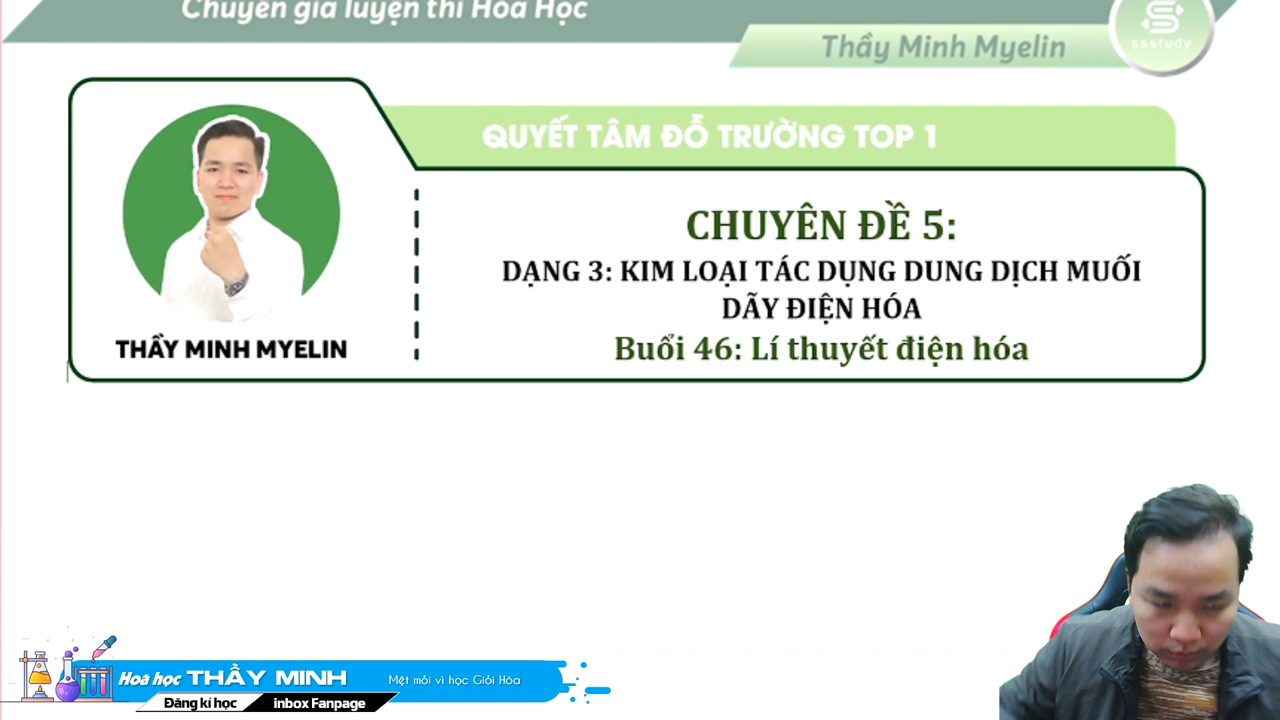 Chuyên gia luyện thi Hóa Học
Thầy Minh Myelin
ssstudy
QUYẾT TÂM ĐỖ TRƯỜNG TOP 1
CHUYÊN ĐỀ 5:
DẠNG 3: KIM LOẠI TÁC DỤNG DUNG DỊCH MUỐI
DÃY ĐIỆN HÓA
Buổi 46: Lí thuyết điện hóa
THẦY MINH MYELIN
Hoá học THẦY MINH
Mệt mỏi vì học Giỏi Hóa
Đăng kí học
inbox Fanpage